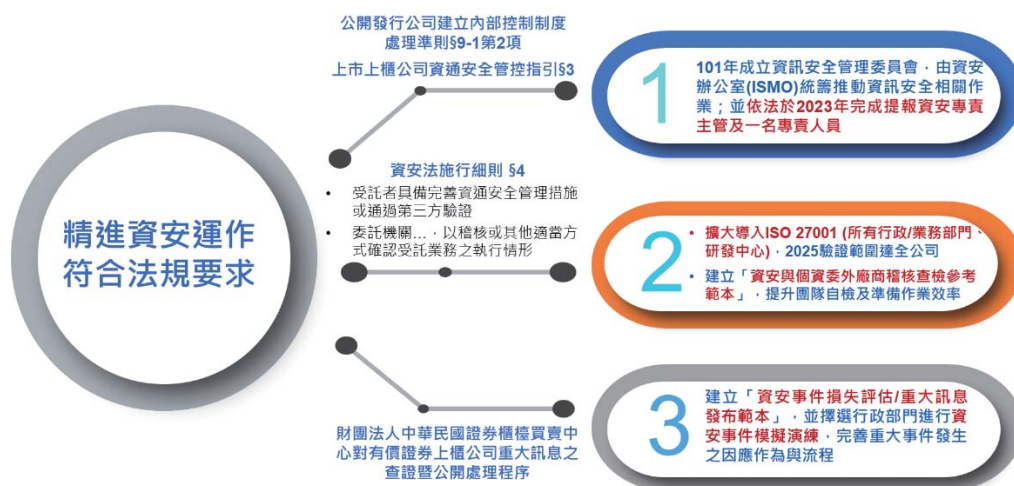 精進資安運作
符合法規要求
公開發行公司建立內部控制制度
處理準則§9-1第2項
上市上櫃公司資通安全管控指引§3
1
101年成立資訊安全管理委員會，由資安
辦公室(ISMO)統籌推動資訊安全相關作
業；並依法於2023年完成提報資安專責
主管及一名專責人員
資安法施行細則 §4
• 受託者具備完善資通安全管理措施
或通過第三方驗證
• 委託機關…，以稽核或其他適當方
式確認受託業務之執行情形
2
• 擴大導入ISO 27001 (所有行政/業務部門、
研發中心)，2025驗證範圍達全公司
• 建立「資安與個資委外廠商稽核查檢參考
範本」，提升團隊自檢及準備作業效率
財團法人中華民國證券櫃檯買賣中
心對有價證券上櫃公司重大訊息之
查證暨公開處理程序
3
建立「資安事件損失評估/重大訊息
發布範本」，並擇選行政部門進行資
安事件模擬演練，完善重大事件發生
之因應作為與流程